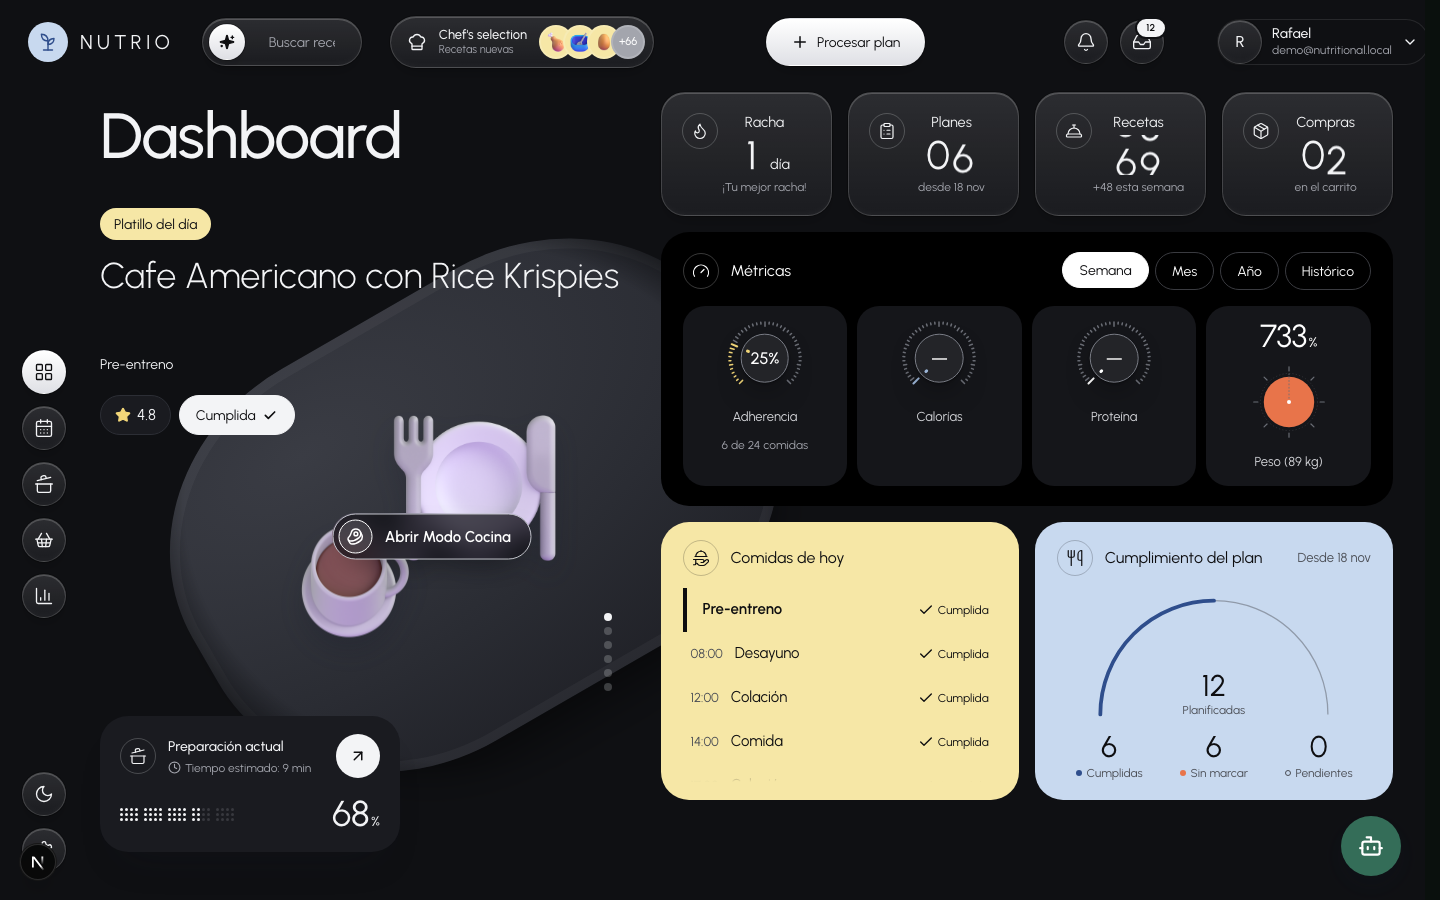 NUTRIO
Buscar rece
Chef's selection
Recetas nuevas
+66
Procesar plan
12
R
Rafael
demo@nutritional.local
Dashboard
Racha
1 día
¡Tu mejor racha!
Planes
06
desde 18 nov
Recetas
69
+48 esta semana
Compras
02
en el carrito
Platillo del día
Cafe Americano con Rice Krispies
Pre-entreno
4.8
Cumplida
Abrir Modo Cocina
Métricas
Semana
Mes
Año
Histórico
25%
Adherencia
6 de 24 comidas
—
Calorías
—
Proteína
733%
Peso (89 kg)
Comidas de hoy
Pre-entreno
Cumplida
08:00 Desayuno
Cumplida
12:00 Colación
Cumplida
14:00 Comida
Cumplida
Cumplimiento del plan
Desde 18 nov
12
Planificadas
6
Cumplidas
6
Sin marcar
0
Pendientes
Preparación actual
Tiempo estimado: 9 min
68%
N